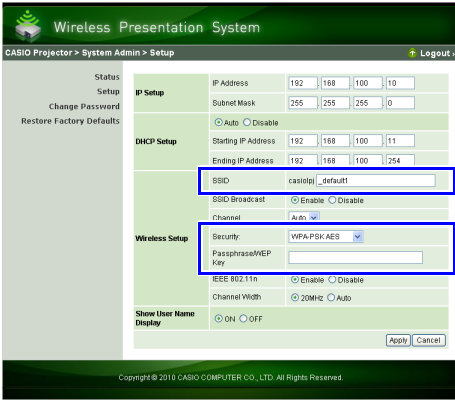 Wireless Presentation System
CASIO Projector > System Admin > Setup
Logout ›
Status
Setup
Change Password
Restore Factory Defaults
IP Setup
IP Address 192 . 168 . 100 . 10
Subnet Mask 255 . 255 . 255 . 0
DHCP Setup
Auto Disable
Starting IP Address 192 . 168 . 100 . 11
Ending IP Address 192 . 168 . 100 . 254
Wireless Setup
SSID casiolpj _default1
SSID Broadcast Enable Disable
Channel Auto
Security: WPA-PSK AES
Passphrase/WEP
Key
IEEE 802.11n Enable Disable
Channel Width 20MHz Auto
Show User Name
Display
ON OFF
Apply Cancel
Copyright © 2010 CASIO COMPUTER CO., LTD. All Rights Reserved.